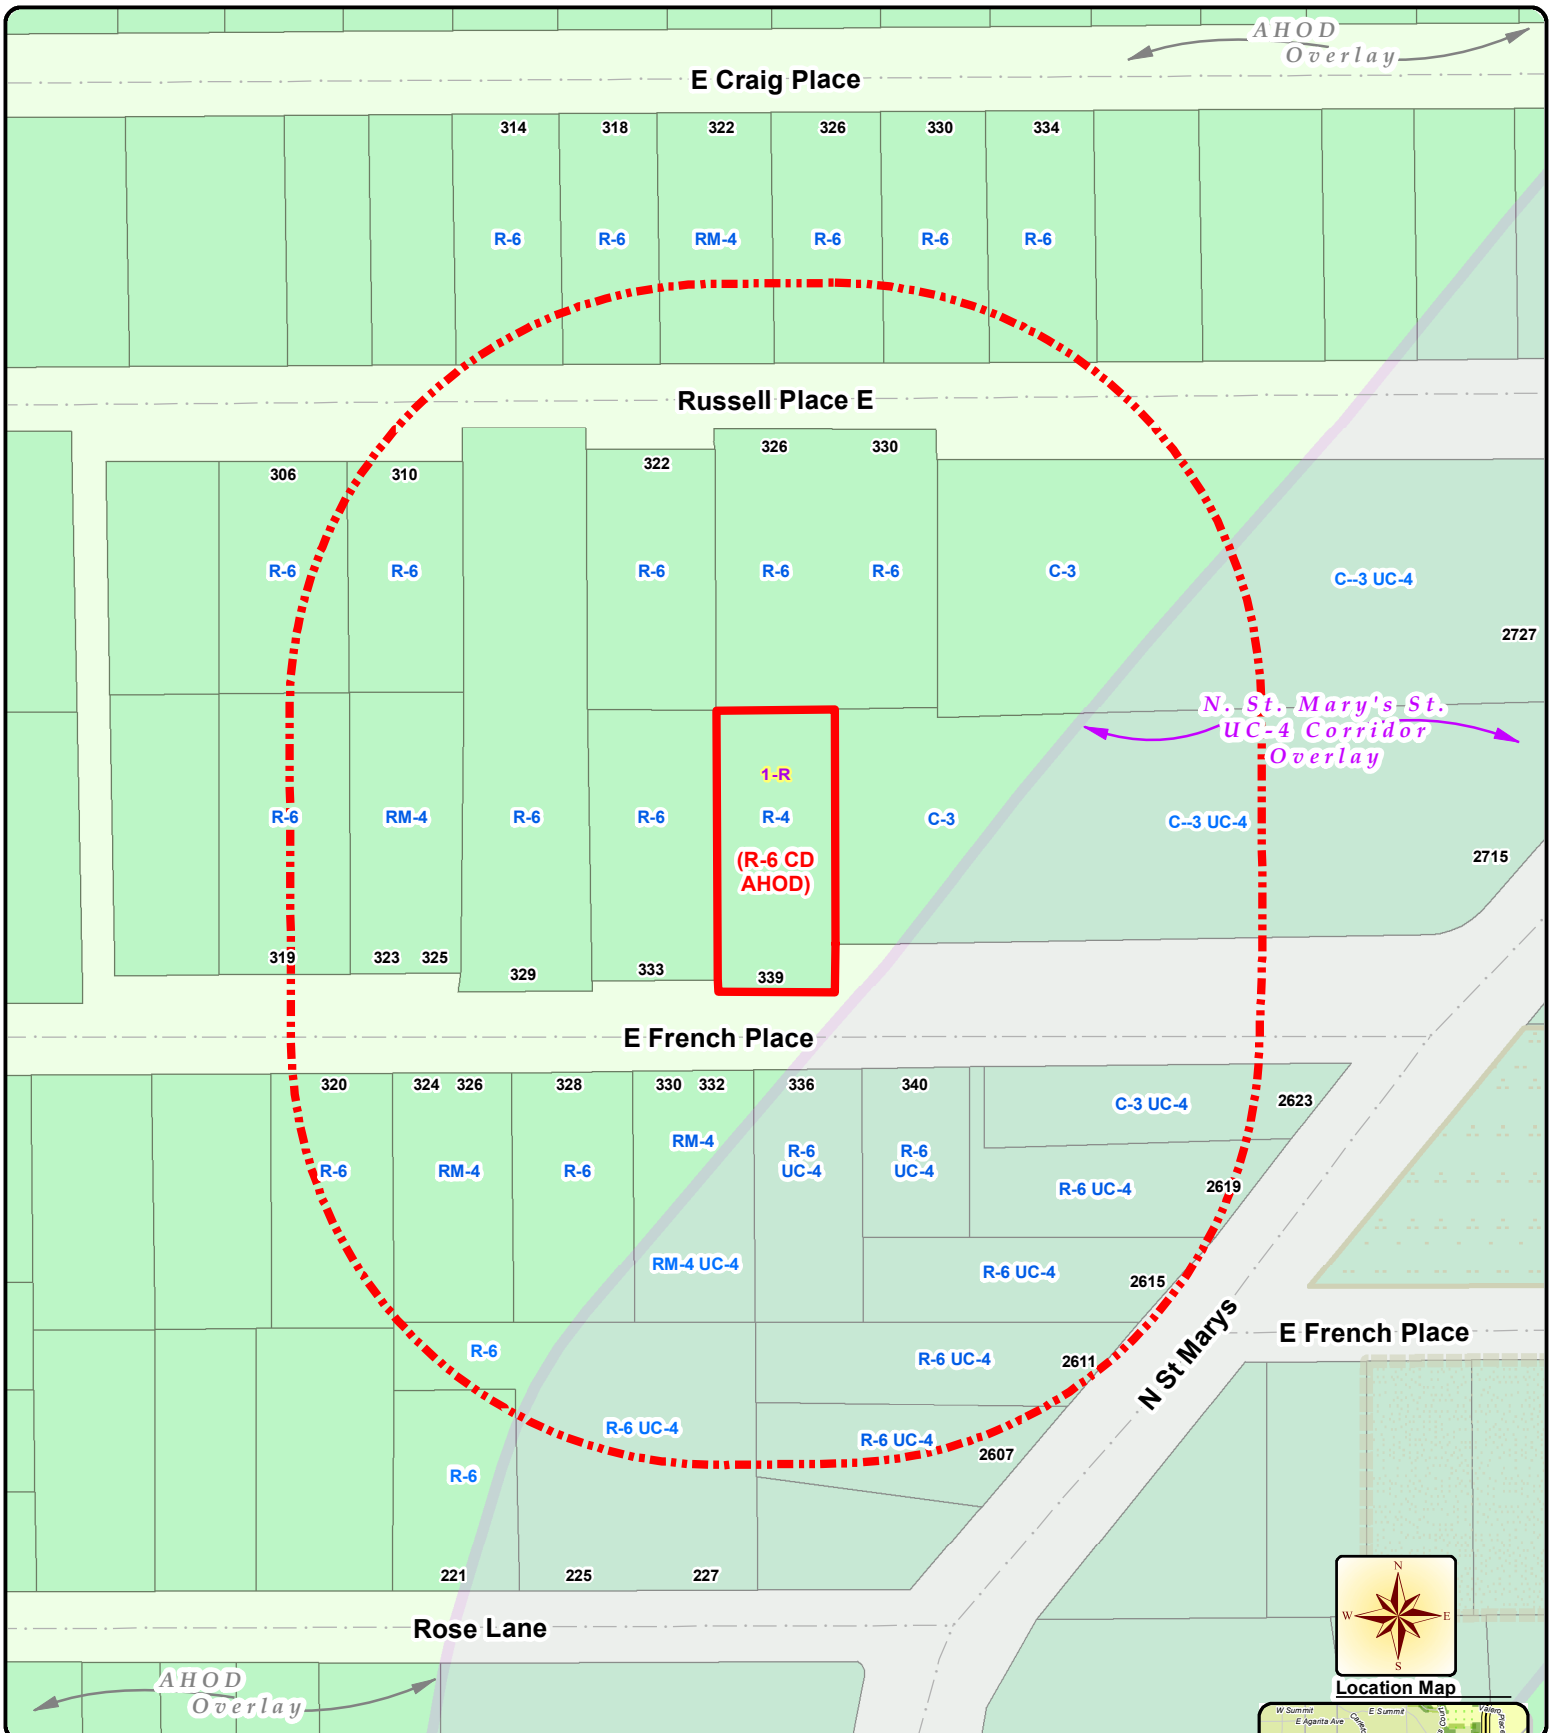 AHOD
Overlay
E Craig Place
314 318 322 326 330 334
R-6 R-6 RM-4 R-6 R-6 R-6
Russell Place E
326 330
322
306 310
R-6 R-6 R-6 R-6 R-6 C-3
C--3 UC-4
2727
N. St. Mary's St.
UC-4 Corridor
Overlay
1-R
R-6 RM-4 R-6 R-6 R-4 C-3 C--3 UC-4
(R-6 CD
AHOD)
2715
319 323 325 329 333 339
E French Place
320 324 326 328 330 332 336 340
C-3 UC-4 2623
RM-4
R-6 RM-4 R-6
R-6
UC-4
R-6
UC-4
R-6 UC-4 2619
RM-4 UC-4
R-6 UC-4 2615
N St Marys
E French Place
R-6
R-6 UC-4 2611
R-6 UC-4
R-6 UC-4
2607
R-6
221 225 227
Rose Lane
AHOD
Overlay
N
W E
S
Location Map
W Summit
E Summit
E Agarita Ave